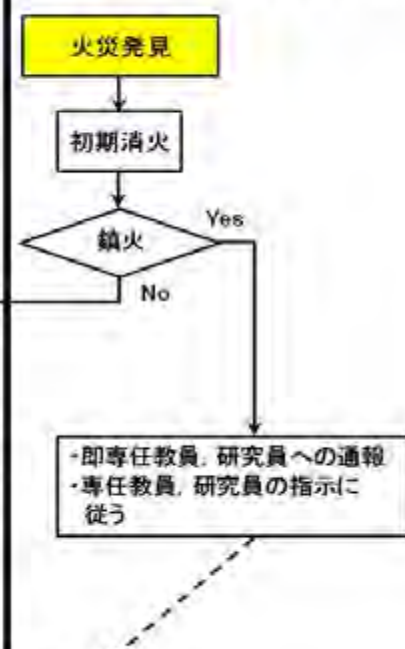 火災発見
初期消火
鎮火
Yes
No
・即専任教員，研究員への通報
・専任教員，研究員の指示に
従う